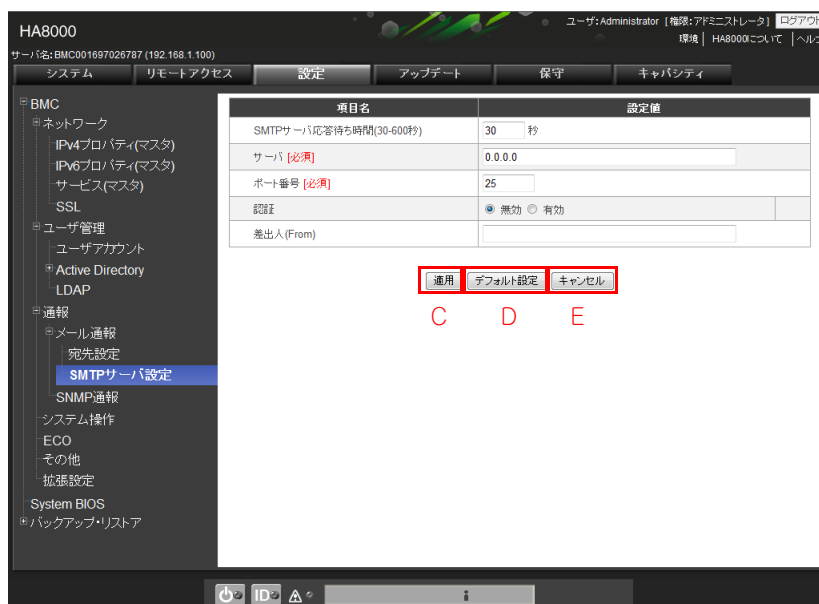 HA8000
ユーザ:Administrator [権限:アドミニストレータ]
ログアウト
環境 | HA8000について | ヘル
サーバ名:BMC001697026787 (192.168.1.100)
システム リモートアクセス 設定 アップデート 保守 キャパシティ
BMC
ネットワーク
IPv4プロパティ(マスタ)
IPv6プロパティ(マスタ)
サービス(マスタ)
SSL
ユーザ管理
ユーザアカウント
Active Directory
LDAP
通報
メール通報
宛先設定
SMTPサーバ設定
SNMP通報
システム操作
ECO
その他
拡張設定
System BIOS
バックアップ・リストア
項目名 設定値
SMTPサーバ応答待ち時間(30-600秒) 30 秒
サーバ [必須] 0.0.0.0
ポート番号 [必須] 25
認証 無効 有効
差出人(From)
適用 デフォルト設定 キャンセル
C D E
ID